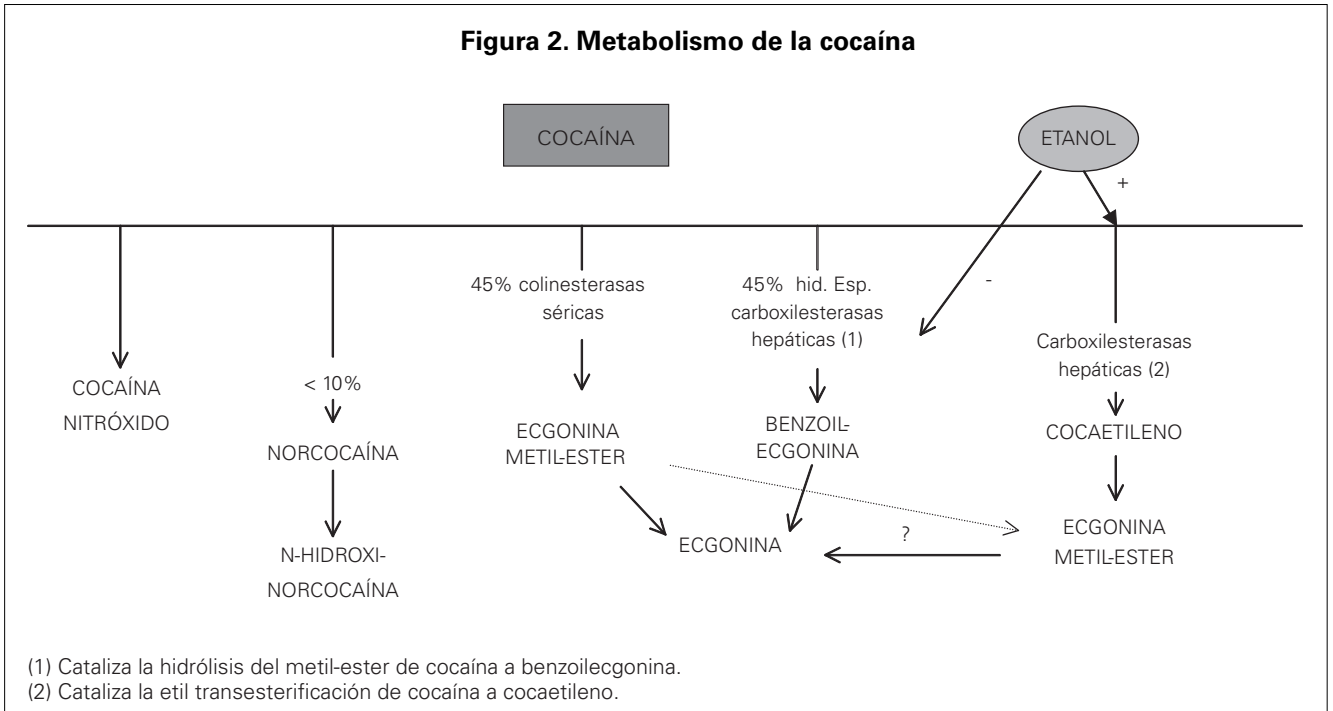 Figura 2. Metabolismo de la cocaína
COCAÍNA
ETANOL
+
-
45% colinesterasas
séricas
45% hid. Esp.
carboxilesterasas
hepáticas (1)
Carboxilesterasas
hepáticas (2)
COCAÍNA
NITRÓXIDO
< 10%
NORCOCAÍNA
N-HIDROXI-
NORCOCAÍNA
ECGONINA
METIL-ESTER
BENZOIL-
ECGONINA
COCAETILENO
ECGONINA
?
ECGONINA
METIL-ESTER
(1) Cataliza la hidrólisis del metil-ester de cocaína a benzoilecgonina.
(2) Cataliza la etil transesterificación de cocaína a cocaetileno.